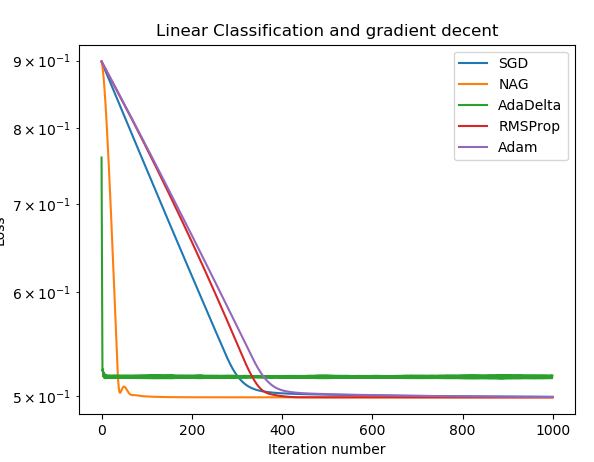 Linear Classification and gradient decent
9 × 10⁻¹
8 × 10⁻¹
7 × 10⁻¹
6 × 10⁻¹
5 × 10⁻¹
Loss
SGD
NAG
AdaDelta
RMSProp
Adam
0 200 400 600 800 1000
Iteration number